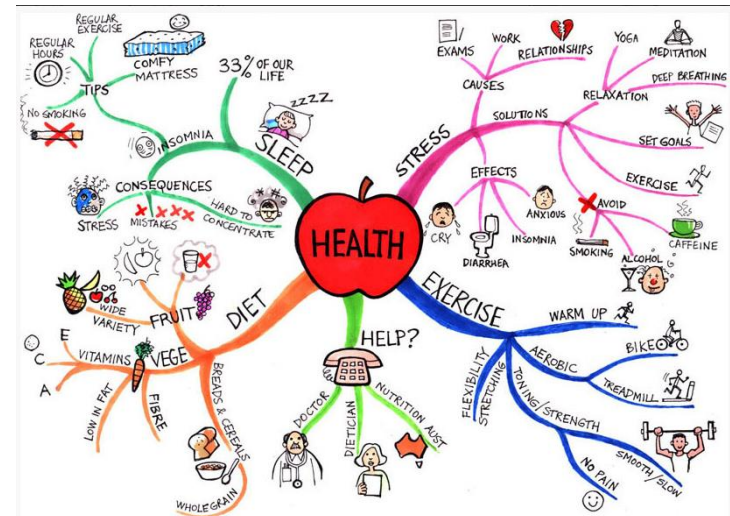 HEALTH
SLEEP
33% OF OUR
LIFE
ZZZZ
INSOMNIA
TIPS
REGULAR
EXERCISE
REGULAR
HOURS
COMFY
MATTRESS
NO SMOKING
CONSEQUENCES
STRESS
MISTAKES
HARD TO
CONCENTRATE
STRESS
CAUSES
EXAMS
WORK
RELATIONSHIPS
SOLUTIONS
RELAXATION
YOGA
MEDITATION
DEEP BREATHING
SET GOALS
EXERCISE
AVOID
SMOKING
ALCOHOL
CAFFEINE
EFFECTS
CRY
DIARRHEA
INSOMNIA
ANXIOUS
EXERCISE
WARM UP
AEROBIC
BIKE
TREADMILL
TONING/STRENGTH
SMOOTH/SLOW
NO PAIN
FLEXIBILITY
STRETCHING
HELP?
DOCTOR
DIETICIAN
NUTRITION AUST
DIET
FRUIT
WIDE
VARIETY
VEGE
VITAMINS
E
C
A
LOW IN FAT
FIBRE
BREADS & CEREALS
WHOLEGRAIN